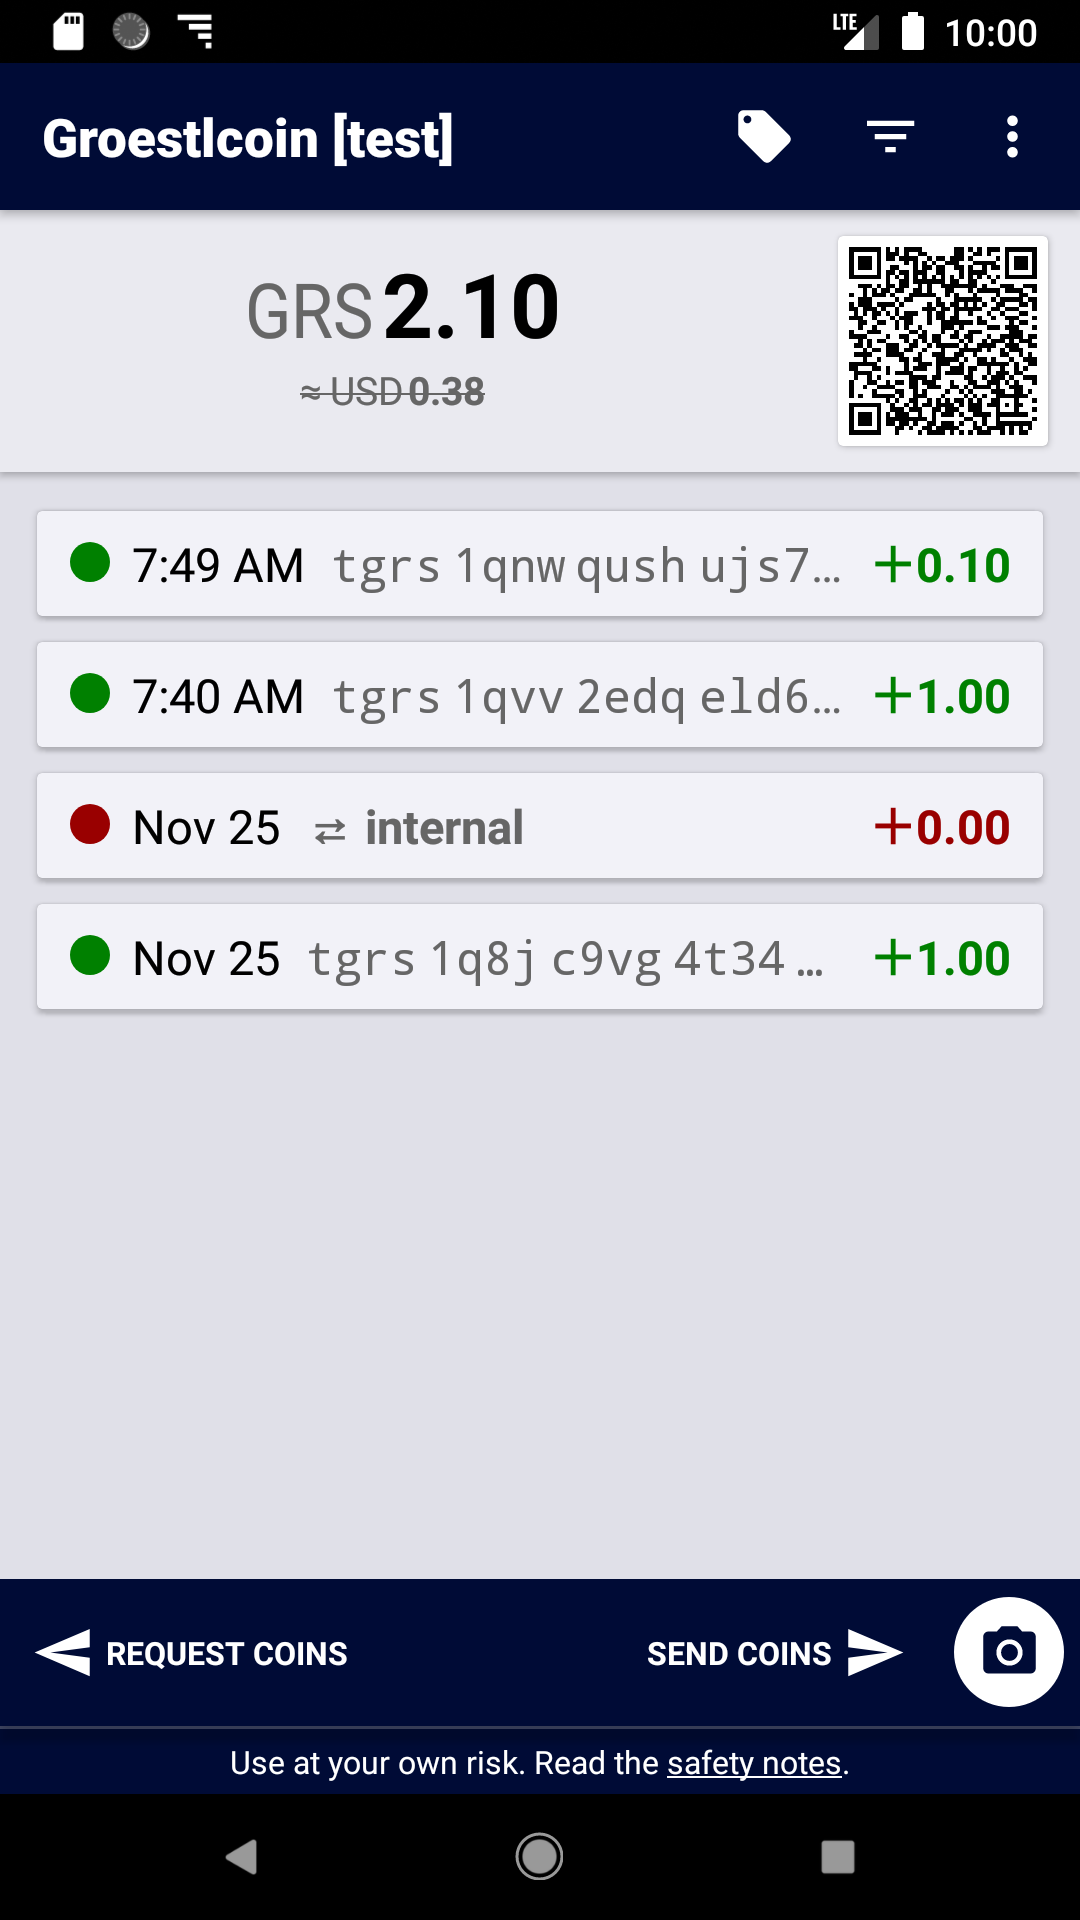 LTE 10:00
Groestlcoin [test]
GRS 2.10
≈ USD 0.38
7:49 AM tgrs 1qnw qush ujs7… +0.10
7:40 AM tgrs 1qvv 2edq eld6… +1.00
Nov 25 ⇄ internal +0.00
Nov 25 tgrs 1q8j c9vg 4t34 … +1.00
REQUEST COINS SEND COINS
Use at your own risk. Read the safety notes.